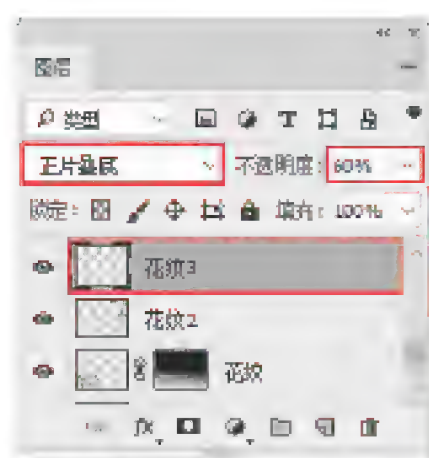 图层
类型
正片叠底 不透明度: 60%
锁定: 填充: 100%
花纹3
花纹2
花纹
fx